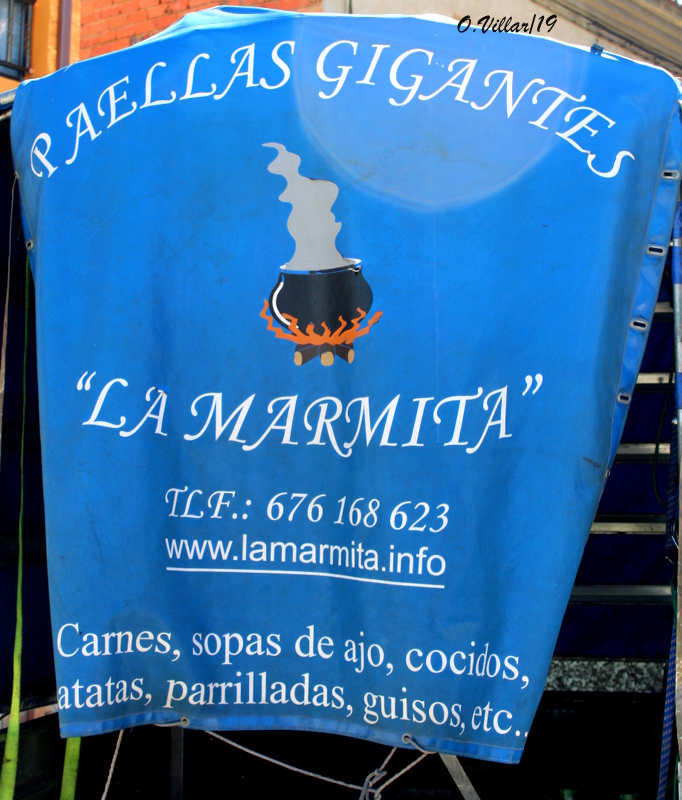 O.Villar/19
PAELLAS GIGANTES
“LA MARMITA”
TLF.: 676 168 623
www.lamarmita.info
Carnes, sopas de ajo, cocidos,
atatas, parrilladas, guisos, etc..